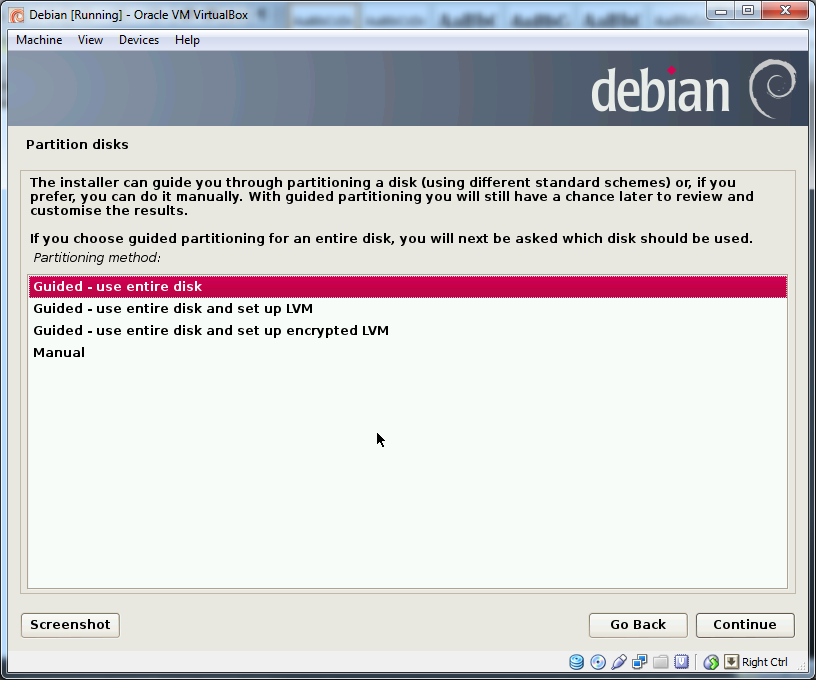 Debian [Running] - Oracle VM VirtualBox
Machine View Devices Help
debian
Partition disks
The installer can guide you through partitioning a disk (using different standard schemes) or, if you
prefer, you can do it manually. With guided partitioning you will still have a chance later to review and
customise the results.
If you choose guided partitioning for an entire disk, you will next be asked which disk should be used.
Partitioning method:
Guided - use entire disk
Guided - use entire disk and set up LVM
Guided - use entire disk and set up encrypted LVM
Manual
Screenshot Go Back Continue
Right Ctrl